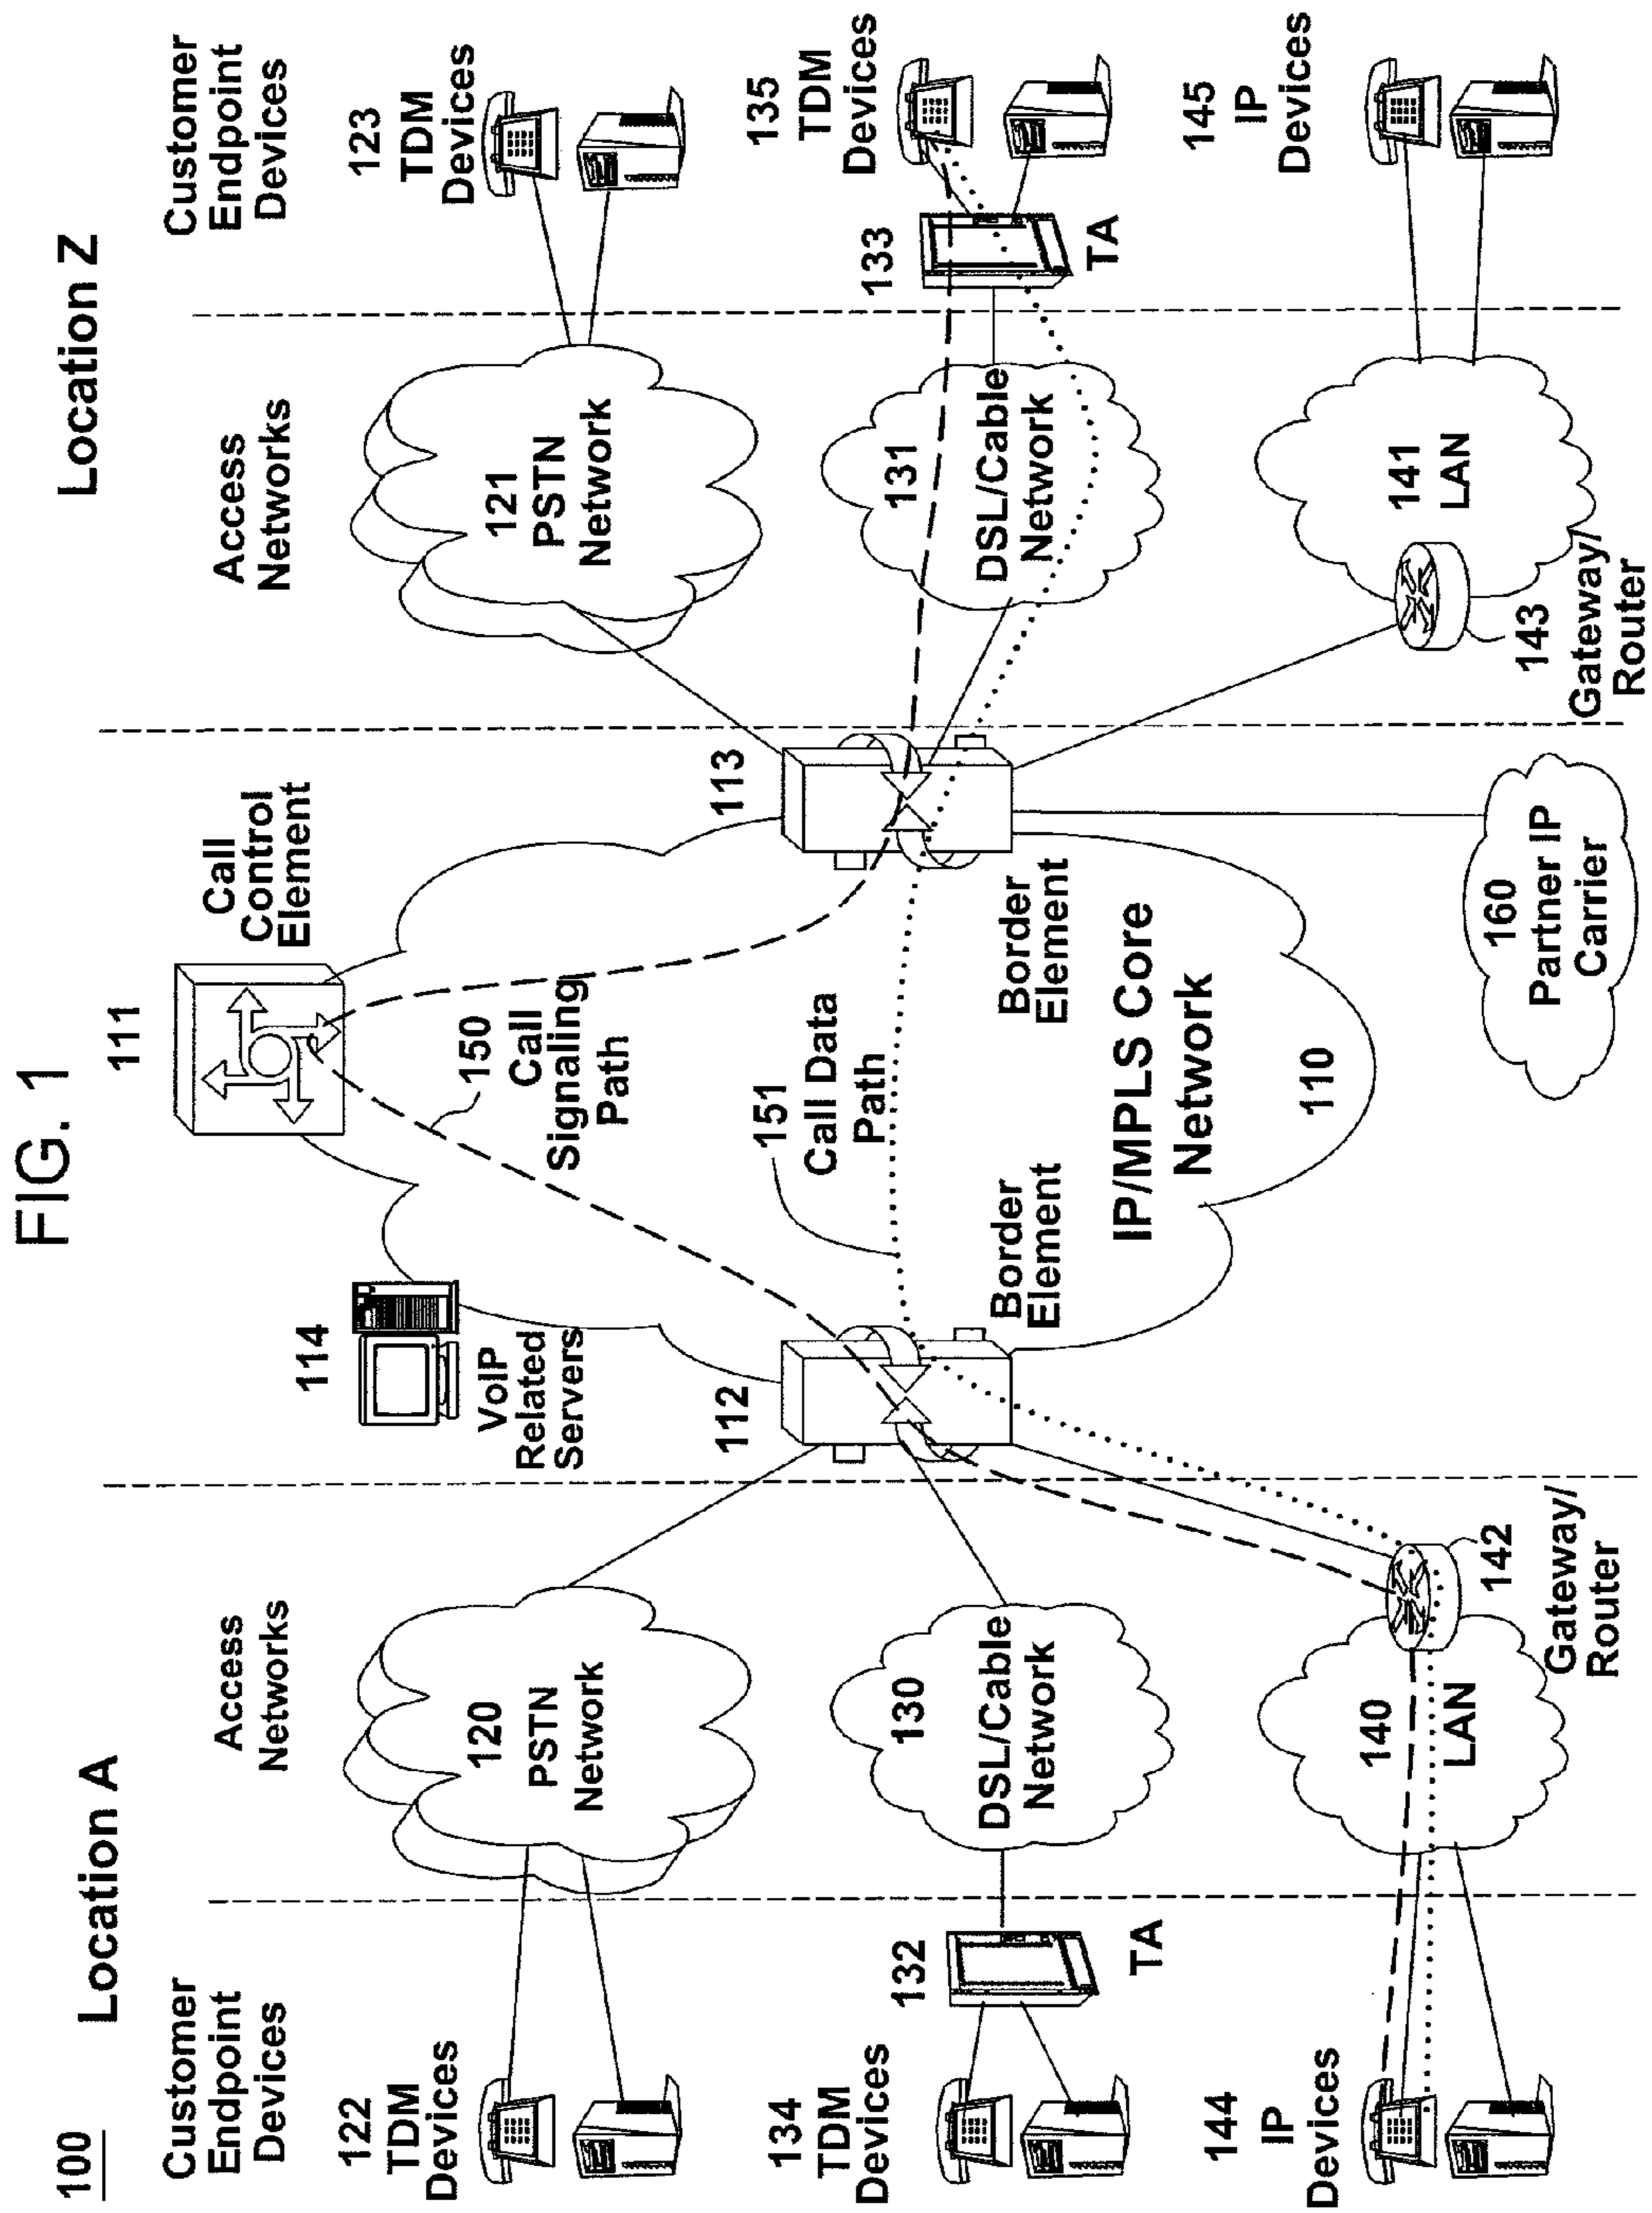 FIG. 1
100
Location A
Location Z
Customer
Endpoint
Devices
Access
Networks
Access
Networks
Customer
Endpoint
Devices
111
Call
Control
Element
114
VoIP
Related
Servers
122
TDM
Devices
120
PSTN
Network
150
Call
Signaling
Path
121
PSTN
Network
123
TDM
Devices
134
TDM
Devices
132
TA
130
DSL/Cable
Network
112
Border
Element
151
Call Data
Path
113
Border
Element
131
DSL/Cable
Network
133
TA
135
TDM
Devices
IP/MPLS Core
Network
110
144
IP
Devices
140
LAN
142
Gateway/
Router
160
Partner IP
Carrier
143
Gateway/
Router
141
LAN
145
IP
Devices